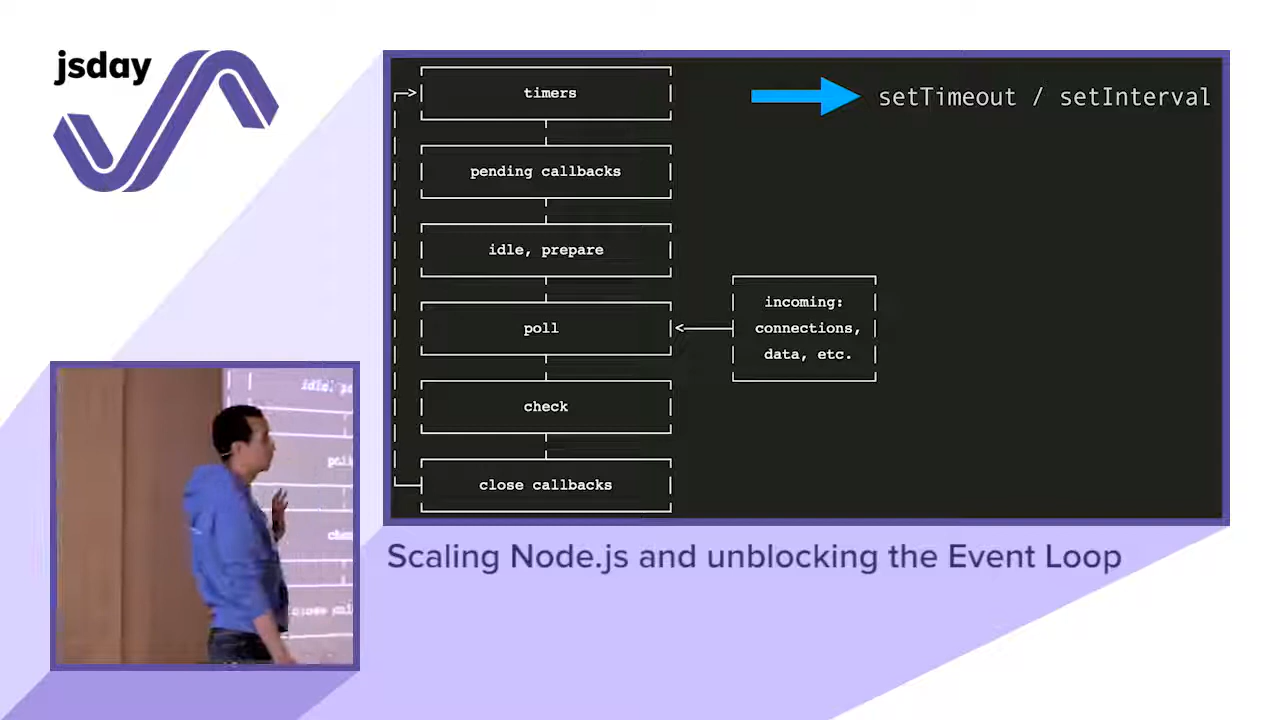 jsday
timers
setTimeout / setInterval
pending callbacks
idle, prepare
poll
incoming:
connections,
data, etc.
check
close callbacks
Scaling Node.js and unblocking the Event Loop
idle,